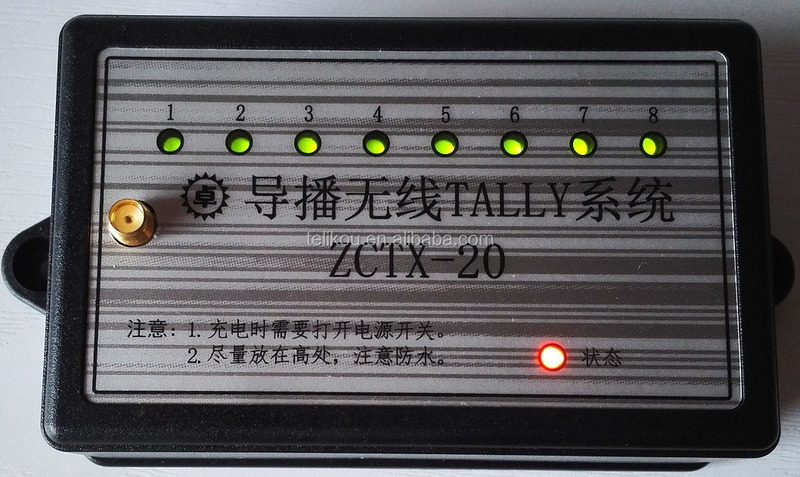 1 2 3 4 5 6 7 8
卓 导播无线TALLY系统
telikou.en.alibaba.com
ZCTX-20
注意：1.充电时需要打开电源开关。
2.尽量放在高处，注意防水。
状态